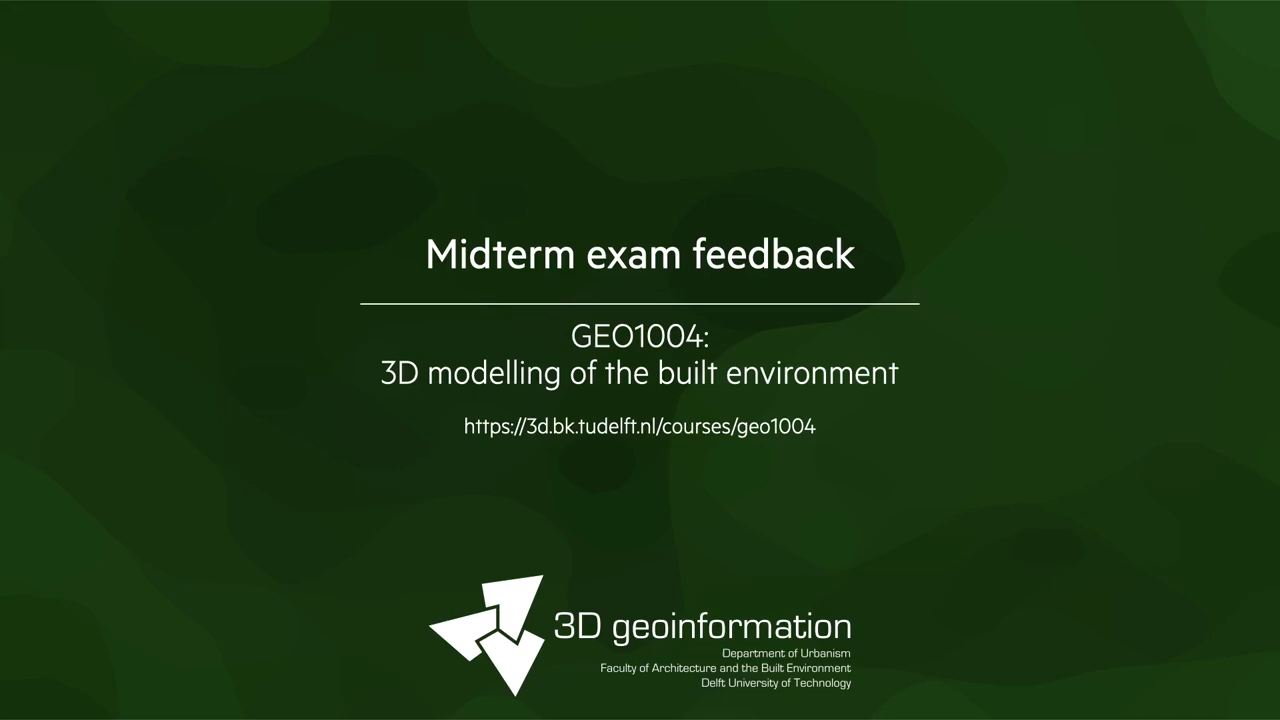 Midterm exam feedback
GEO1004:
3D modelling of the built environment
https://3d.bk.tudelft.nl/courses/geo1004
3D geoinformation
Department of Urbanism
Faculty of Architecture and the Built Environment
Delft University of Technology